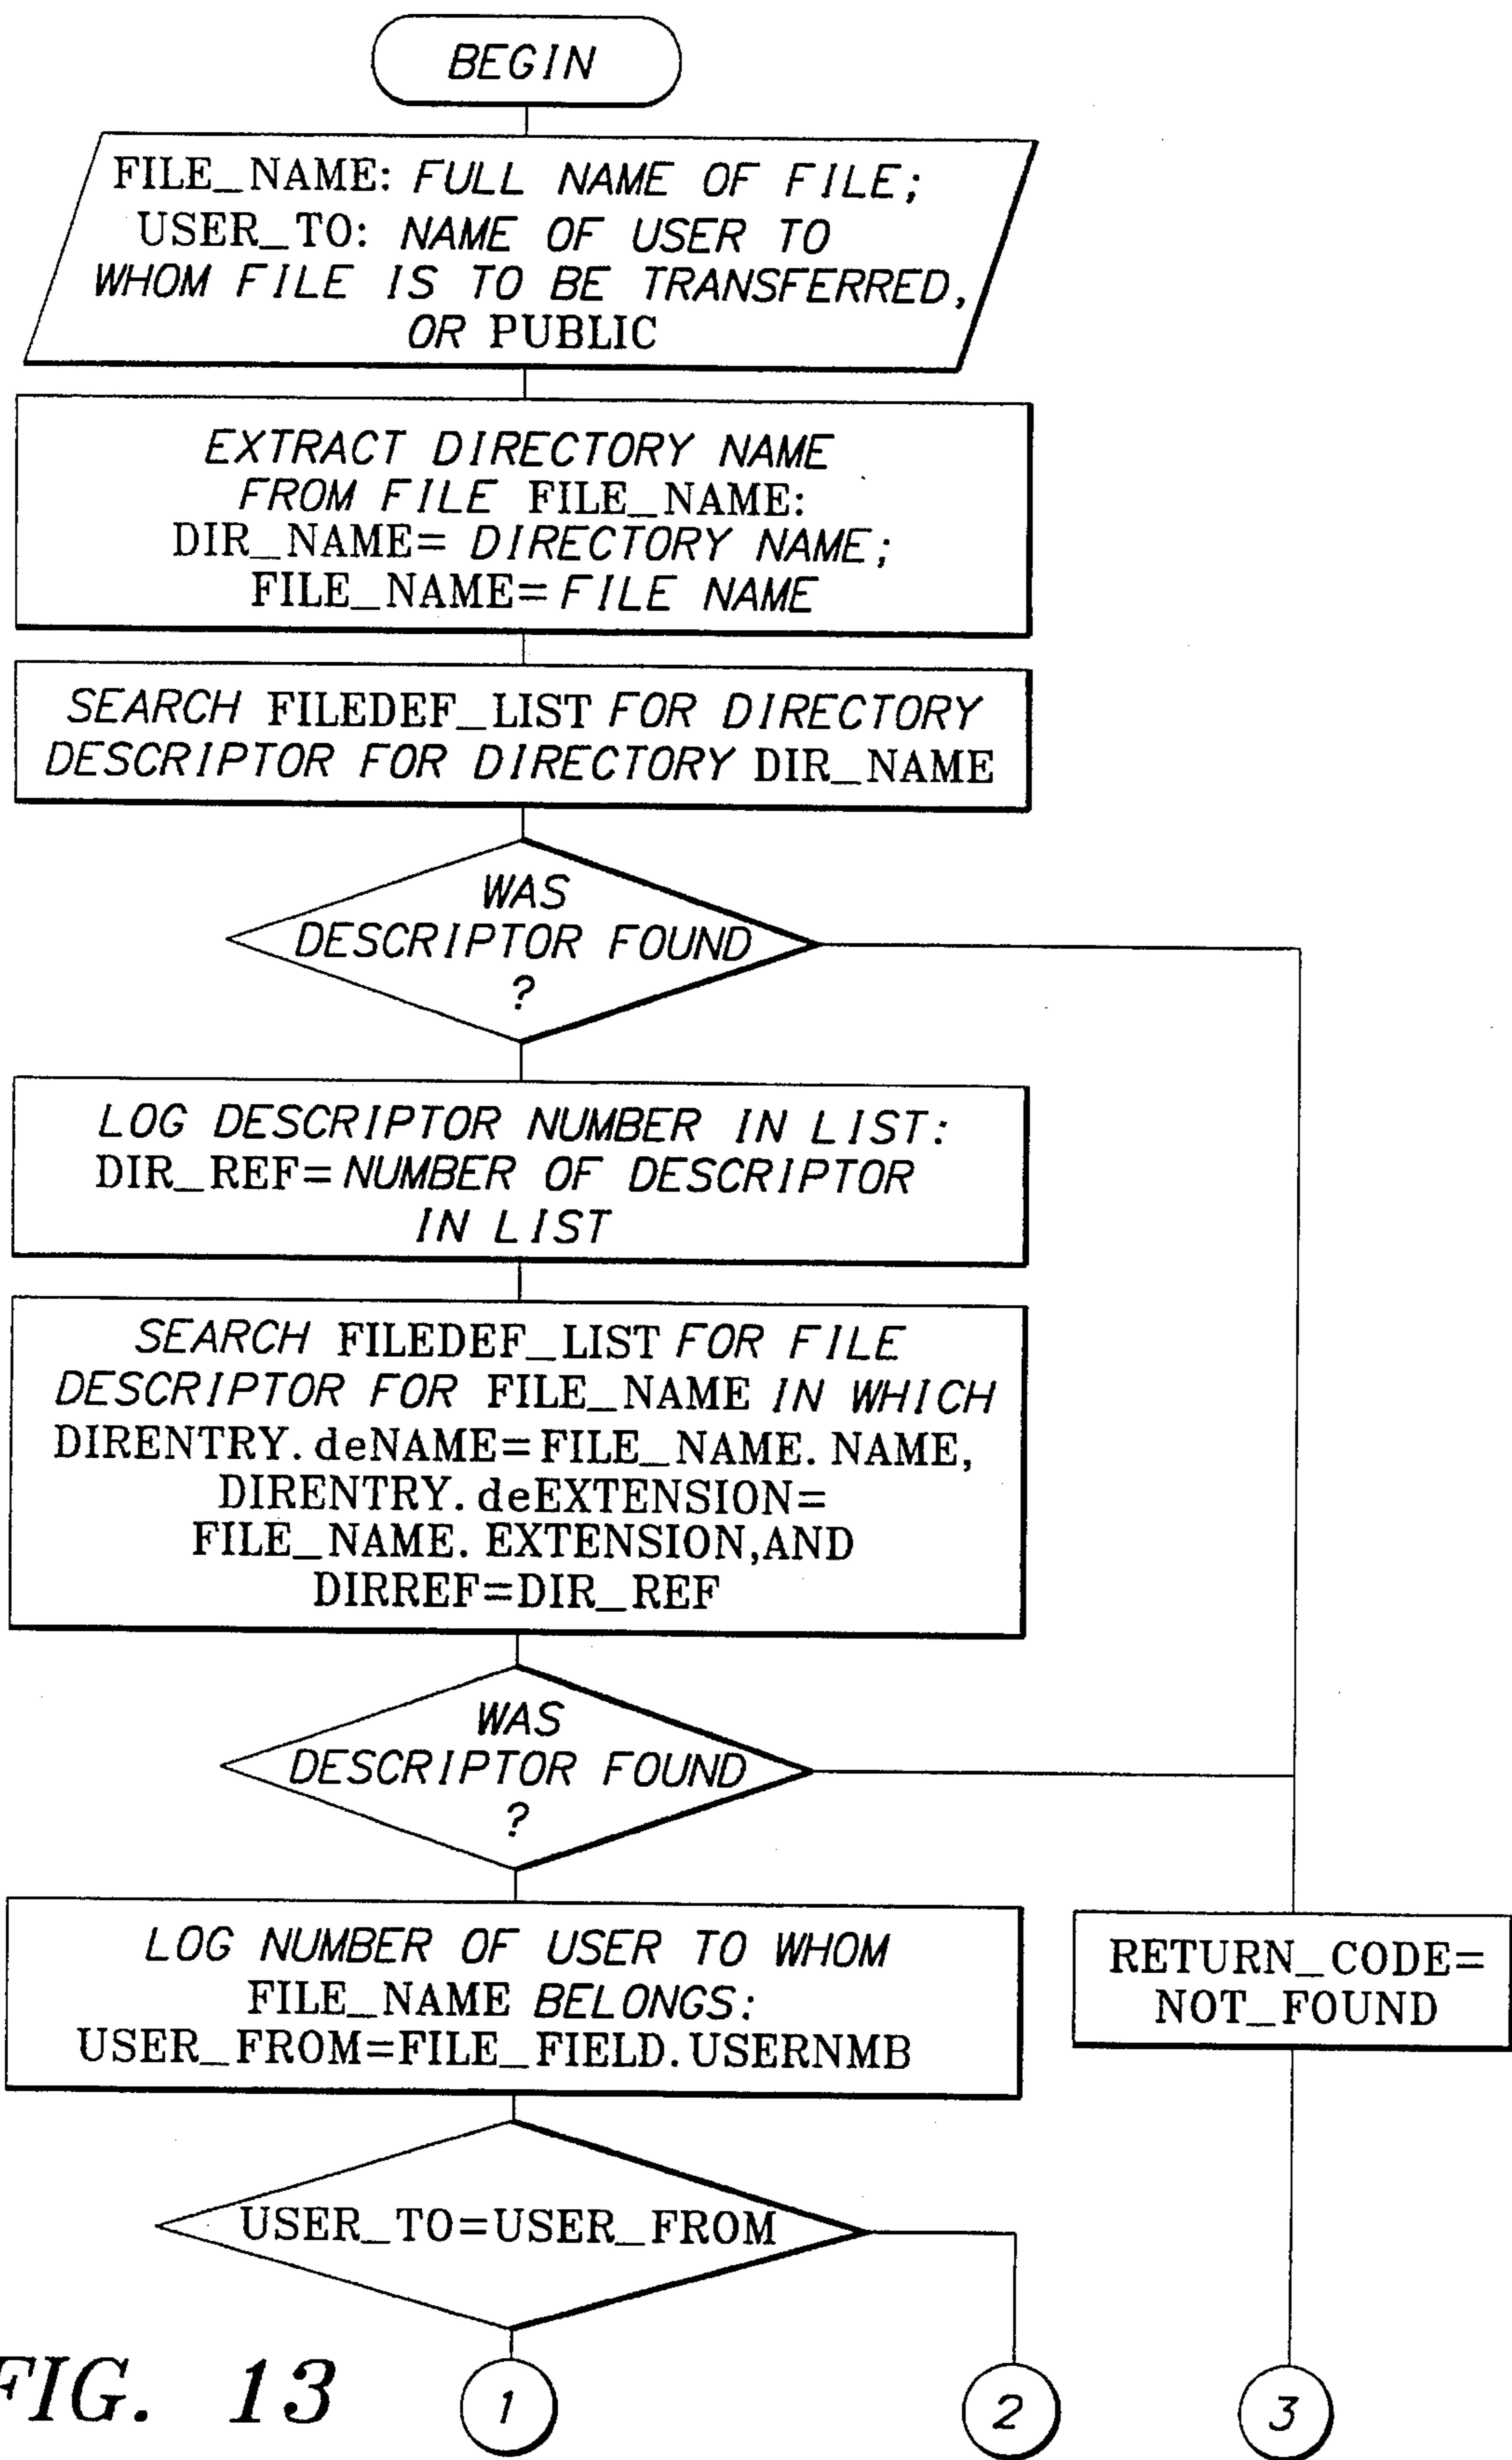 BEGIN
FILE_NAME: FULL NAME OF FILE;
USER_TO: NAME OF USER TO
WHOM FILE IS TO BE TRANSFERRED,
OR PUBLIC
EXTRACT DIRECTORY NAME
FROM FILE FILE_NAME:
DIR_NAME= DIRECTORY NAME;
FILE_NAME= FILE NAME
SEARCH FILEDEF_LIST FOR DIRECTORY
DESCRIPTOR FOR DIRECTORY DIR_NAME
WAS
DESCRIPTOR FOUND
?
LOG DESCRIPTOR NUMBER IN LIST:
DIR_REF= NUMBER OF DESCRIPTOR
IN LIST
SEARCH FILEDEF_LIST FOR FILE
DESCRIPTOR FOR FILE_NAME IN WHICH
DIRENTRY. deNAME=FILE_NAME. NAME,
DIRENTRY. deEXTENSION=
FILE_NAME. EXTENSION,AND
DIRREF=DIR_REF
WAS
DESCRIPTOR FOUND
?
LOG NUMBER OF USER TO WHOM
FILE_NAME BELONGS:
USER_FROM=FILE_FIELD. USERNMB
RETURN_CODE=
NOT_FOUND
USER_TO=USER_FROM
FIG. 13
1
2
3